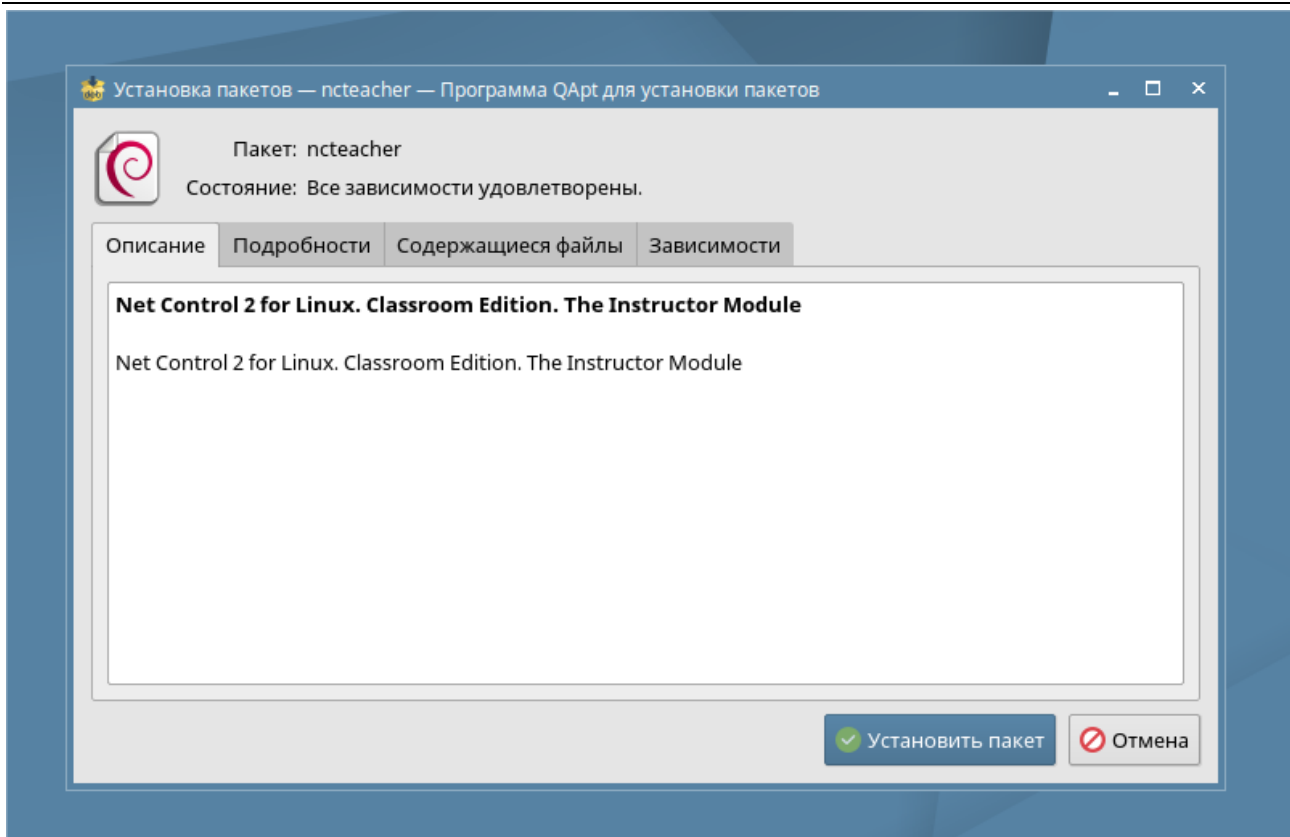 Установка пакетов — ncteacher — Программа QApt для установки пакетов
Пакет: ncteacher
Состояние: Все зависимости удовлетворены.
Описание Подробности Содержащиеся файлы Зависимости
Net Control 2 for Linux. Classroom Edition. The Instructor Module
Net Control 2 for Linux. Classroom Edition. The Instructor Module
Установить пакет Отмена